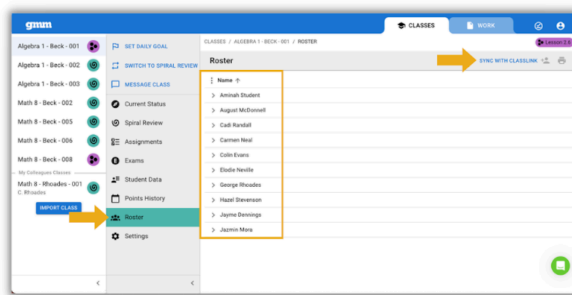 gmm
CLASSES
WORK
Algebra 1 - Beck - 001
Algebra 1 - Beck - 002
Algebra 1 - Beck - 003
Math 8 - Beck - 002
Math 8 - Beck - 005
Math 8 - Beck - 006
Math 8 - Beck - 008
My Colleagues Classes
Math 8 - Rhoades - 001
C. Rhoades
IMPORT CLASS
SET DAILY GOAL
SWITCH TO SPIRAL REVIEW
MESSAGE CLASS
Current Status
Spiral Review
Assignments
Exams
Student Data
Points History
Roster
Settings
CLASSES / ALGEBRA 1 - BECK - 001 / ROSTER
Lesson 2.6
Roster
SYNC WITH CLASSLINK
Name
Aminah Student
August McDonnell
Cadi Randall
Carmen Neal
Colin Evans
Elodie Neville
George Rhoades
Hazel Stevenson
Jayme Dennings
Jazmin Mora